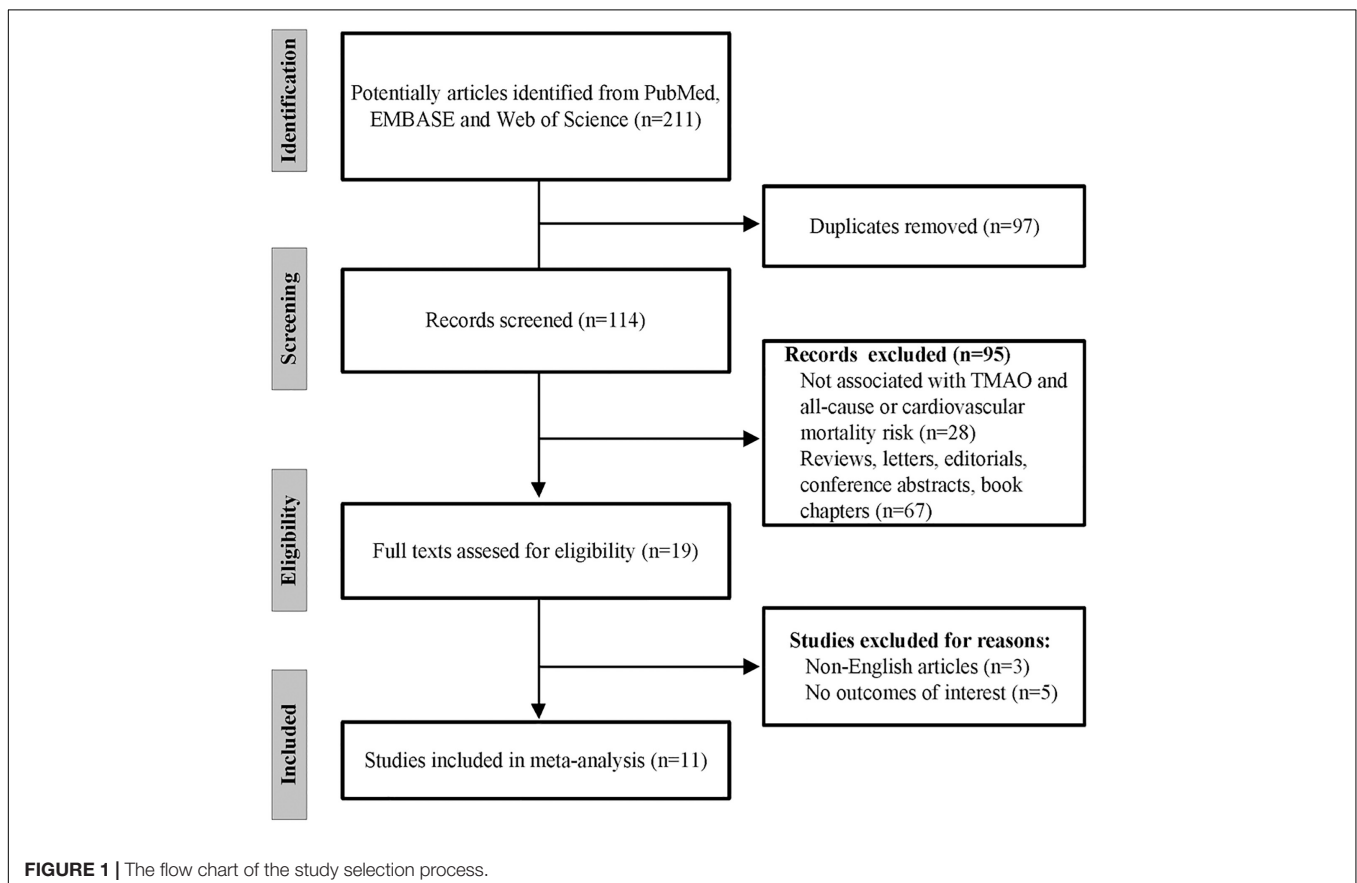 Identification
Potentially articles identified from PubMed,
EMBASE and Web of Science (n=211)
Duplicates removed (n=97)
Screening
Records screened (n=114)
Records excluded (n=95)
Not associated with TMAO and
all-cause or cardiovascular
mortality risk (n=28)
Reviews, letters, editorials,
conference abstracts, book
chapters (n=67)
Eligibility
Full texts assesed for eligibility (n=19)
Studies excluded for reasons:
Non-English articles (n=3)
No outcomes of interest (n=5)
Included
Studies included in meta-analysis (n=11)
FIGURE 1 | The flow chart of the study selection process.